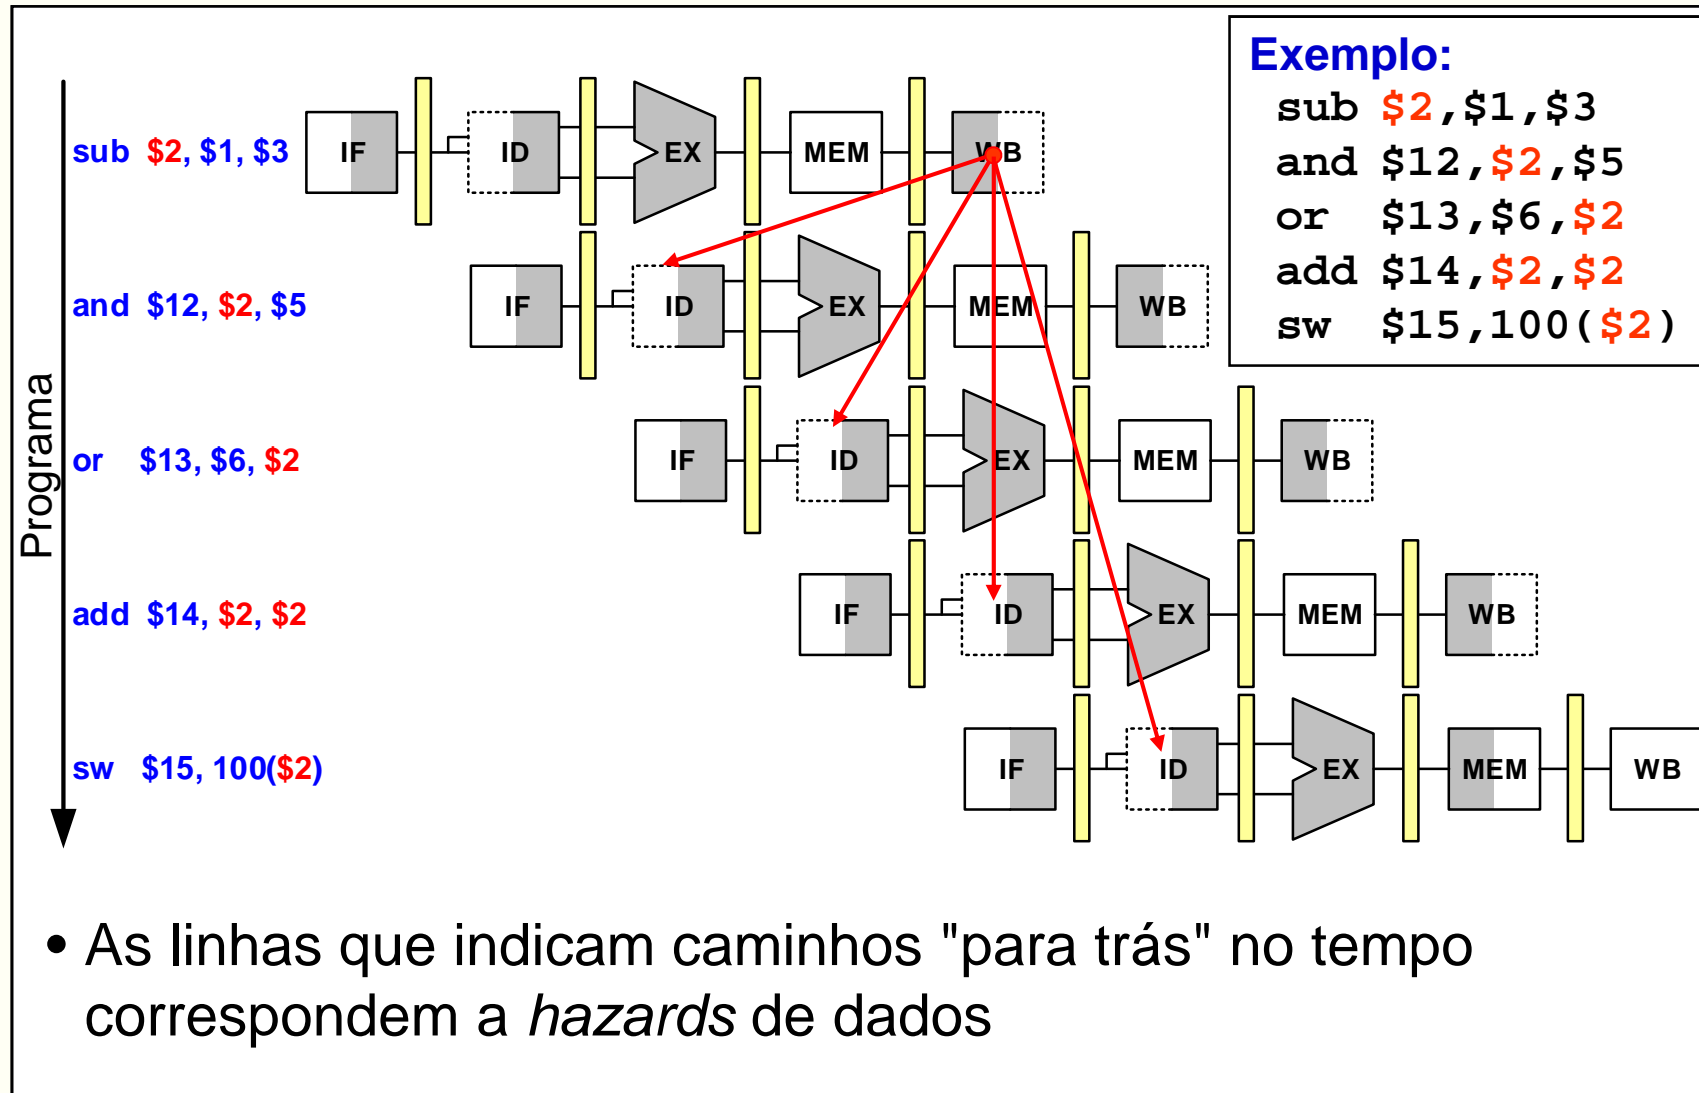 Exemplo:
sub $2,$1,$3
and $12,$2,$5
or $13,$6,$2
add $14,$2,$2
sw $15,100($2)
Programa
sub $2, $1, $3 IF ID EX MEM WB
and $12, $2, $5 IF ID EX MEM WB
or $13, $6, $2 IF ID EX MEM WB
add $14, $2, $2 IF ID EX MEM WB
sw $15, 100($2) IF ID EX MEM WB
• As linhas que indicam caminhos "para trás" no tempo
correspondem a hazards de dados